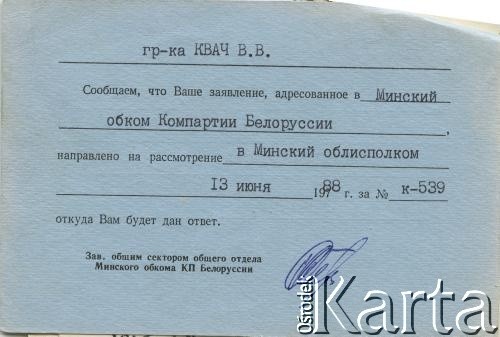 гр-ка КВАЧ В.В.
Сообщаем, что Ваше заявление, адресованное в Минский
обком Компартии Белоруссии,
направлено на рассмотрение в Минский облисполком
13 июня 1988 г. за № к-539
откуда Вам будет дан ответ.
Зав. общим сектором общего отдела
Минского обкома КП Белоруссии
Ośrodek Karta